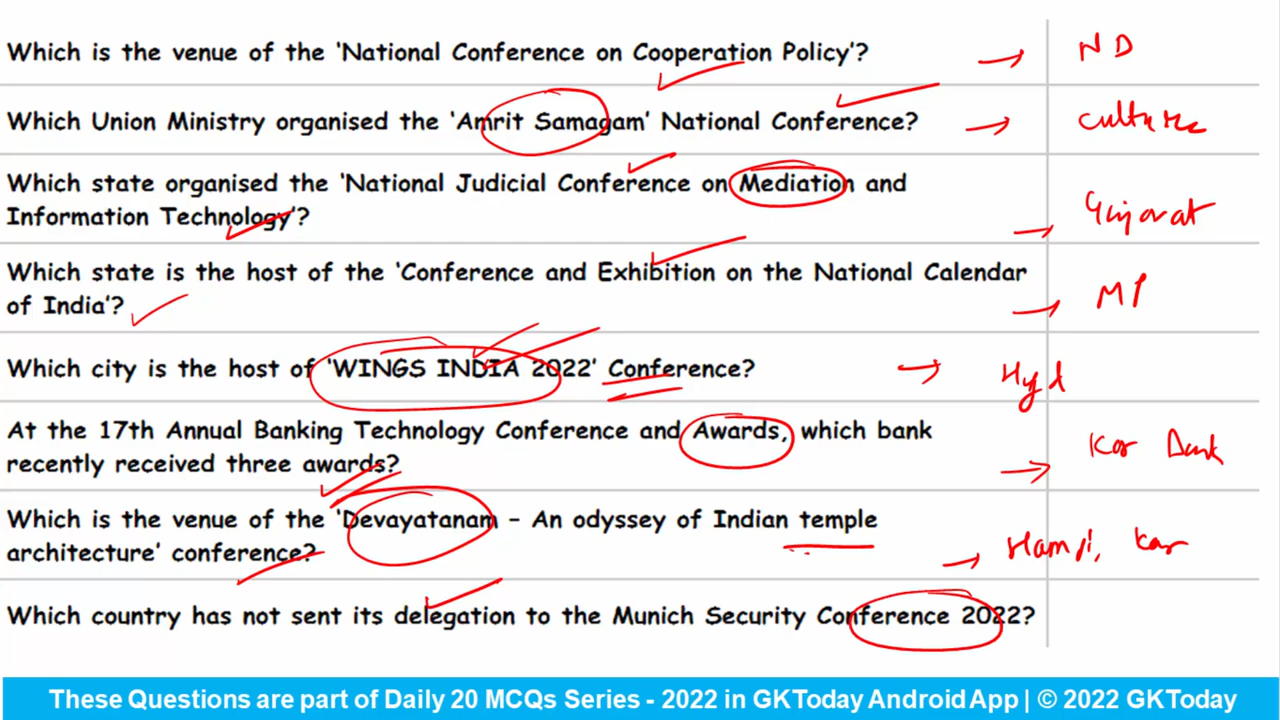 Which is the venue of the ‘National Conference on Cooperation Policy’? N D
Which Union Ministry organised the ‘Amrit Samagam’ National Conference? Culture
Which state organised the ‘National Judicial Conference on Mediation and
Information Technology’? Gujarat
Which state is the host of the ‘Conference and Exhibition on the National Calendar
of India’? MP
Which city is the host of ‘WINGS INDIA 2022’ Conference? Hyd
At the 17th Annual Banking Technology Conference and Awards, which bank
recently received three awards? Kar Bank
Which is the venue of the ‘Devayatanam – An odyssey of Indian temple
architecture’ conference? Hampi, Kar
Which country has not sent its delegation to the Munich Security Conference 2022?
These Questions are part of Daily 20 MCQs Series - 2022 in GKToday Android App | © 2022 GKToday